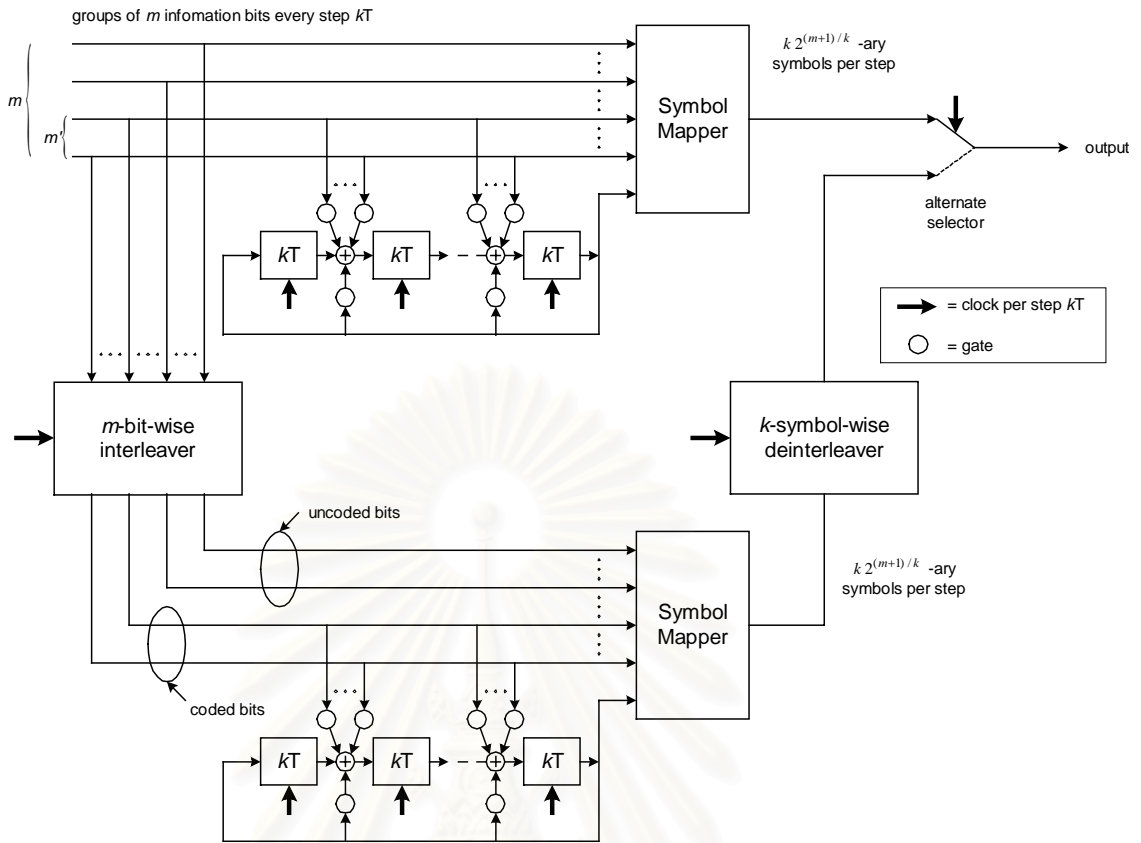 groups of m infomation bits every step kT
m
m'
Symbol
Mapper
k 2^{(m+1)/k} -ary
symbols per step
output
alternate
selector
kT
kT
kT
= clock per step kT
= gate
m-bit-wise
interleaver
k-symbol-wise
deinterleaver
uncoded bits
coded bits
Symbol
Mapper
k 2^{(m+1)/k} -ary
symbols per step
kT
kT
kT